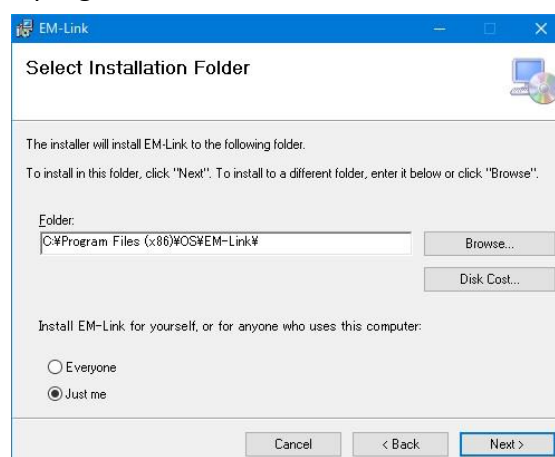 EM-Link
Select Installation Folder
The installer will install EM-Link to the following folder.
To install in this folder, click "Next". To install to a different folder, enter it below or click "Browse".
Folder:
C:¥Program Files (x86)¥OS¥EM-Link¥
Browse...
Disk Cost...
Install EM-Link for yourself, or for anyone who uses this computer:
Everyone
Just me
Cancel
< Back
Next >